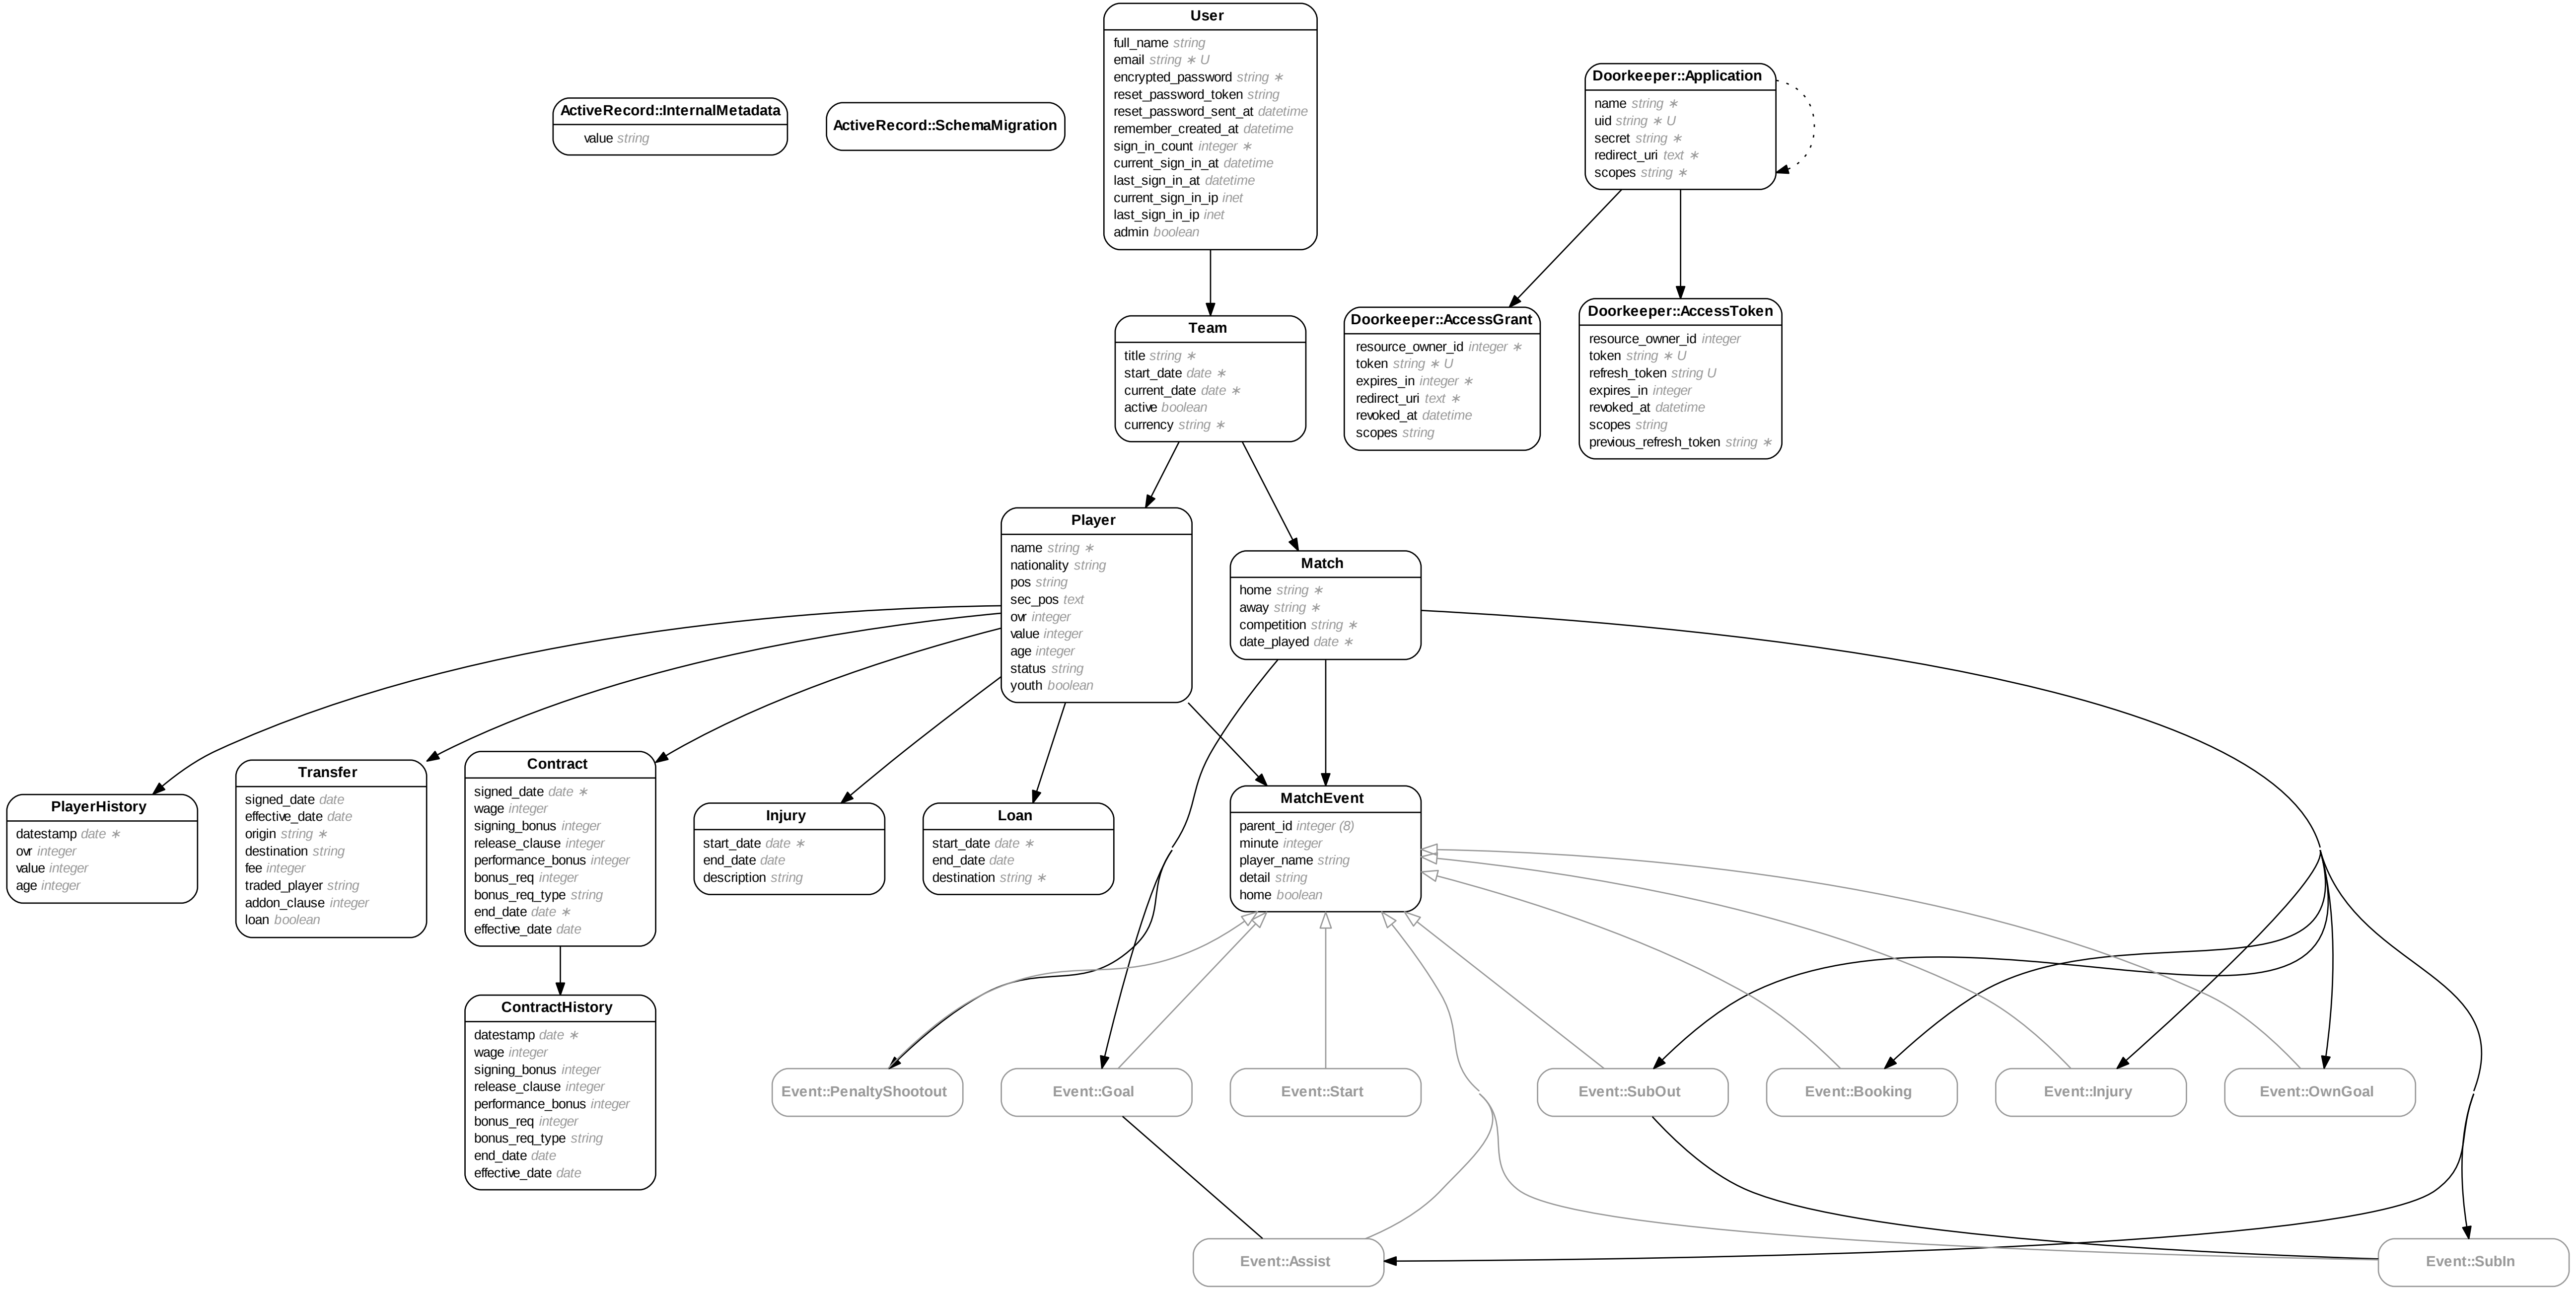 User
full_name string
email string ∗ U
encrypted_password string ∗
reset_password_token string
reset_password_sent_at datetime
remember_created_at datetime
sign_in_count integer ∗
current_sign_in_at datetime
last_sign_in_at datetime
current_sign_in_ip inet
last_sign_in_ip inet
admin boolean
ActiveRecord::InternalMetadata
value string
ActiveRecord::SchemaMigration
Doorkeeper::Application
name string ∗
uid string ∗ U
secret string ∗
redirect_uri text ∗
scopes string ∗
Team
title string ∗
start_date date ∗
current_date date ∗
active boolean
currency string ∗
Doorkeeper::AccessGrant
resource_owner_id integer ∗
token string ∗ U
expires_in integer ∗
redirect_uri text ∗
revoked_at datetime
scopes string
Doorkeeper::AccessToken
resource_owner_id integer
token string ∗ U
refresh_token string U
expires_in integer
revoked_at datetime
scopes string
previous_refresh_token string ∗
Player
name string ∗
nationality string
pos string
sec_pos text
ovr integer
value integer
age integer
status string
youth boolean
Match
home string ∗
away string ∗
competition string ∗
date_played date ∗
PlayerHistory
datestamp date ∗
ovr integer
value integer
age integer
Transfer
signed_date date
effective_date date
origin string ∗
destination string
fee integer
traded_player string
addon_clause integer
loan boolean
Contract
signed_date date ∗
wage integer
signing_bonus integer
release_clause integer
performance_bonus integer
bonus_req integer
bonus_req_type string
end_date date ∗
effective_date date
Injury
start_date date ∗
end_date date
description string
Loan
start_date date ∗
end_date date
destination string ∗
MatchEvent
parent_id integer (8)
minute integer
player_name string
detail string
home boolean
ContractHistory
datestamp date ∗
wage integer
signing_bonus integer
release_clause integer
performance_bonus integer
bonus_req integer
bonus_req_type string
end_date date
effective_date date
Event::PenaltyShootout
Event::Goal
Event::Start
Event::SubOut
Event::Booking
Event::Injury
Event::OwnGoal
Event::Assist
Event::SubIn